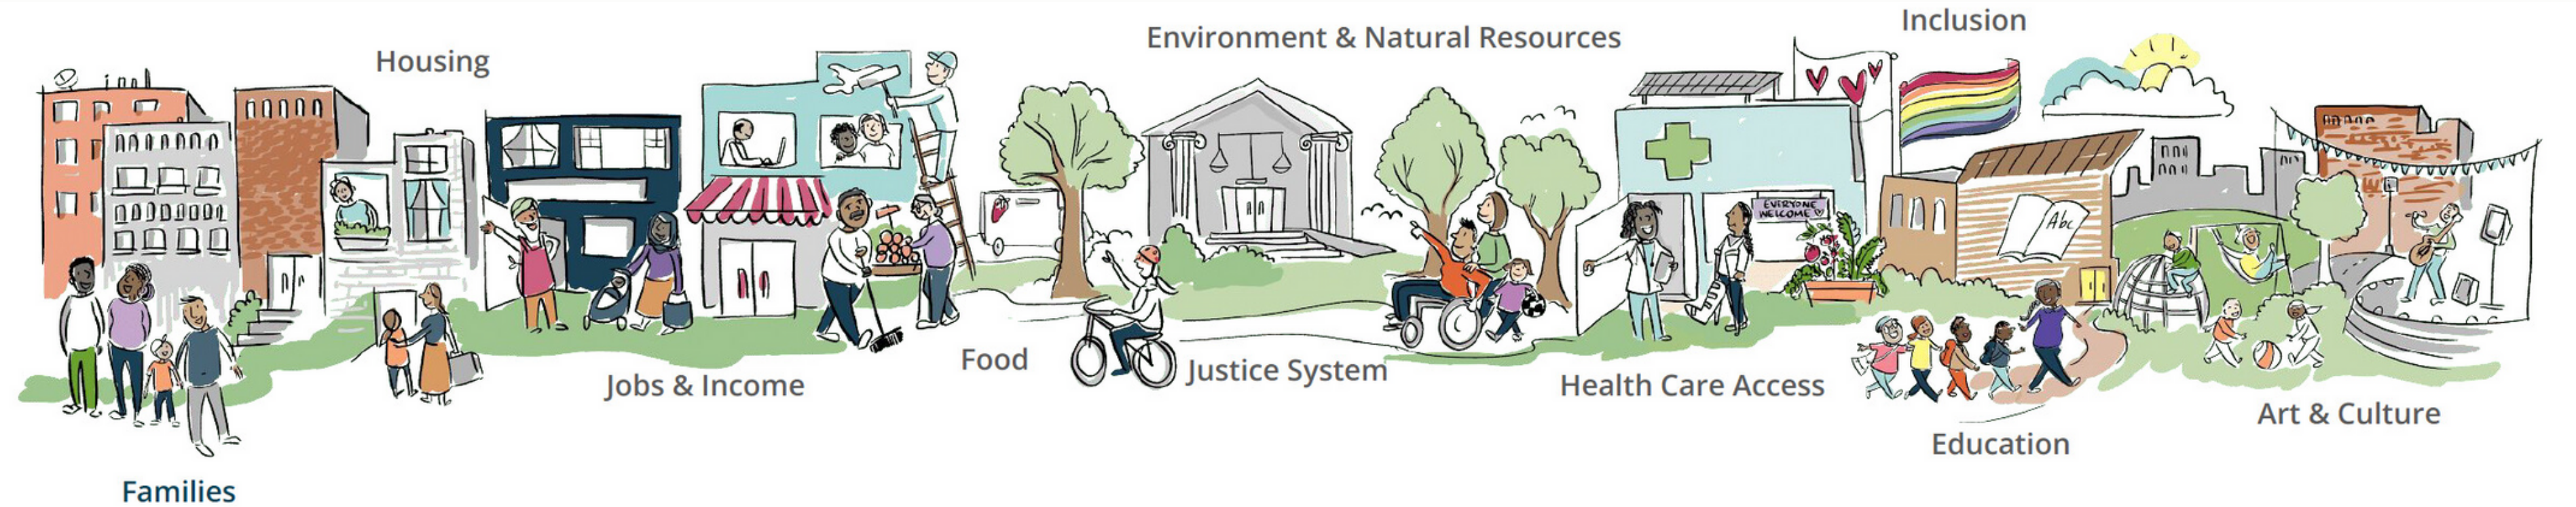 Inclusion
Environment & Natural Resources
Housing
EVERYONE
WELCOME
Abc
Food
Justice System
Jobs & Income
Health Care Access
Art & Culture
Education
Families